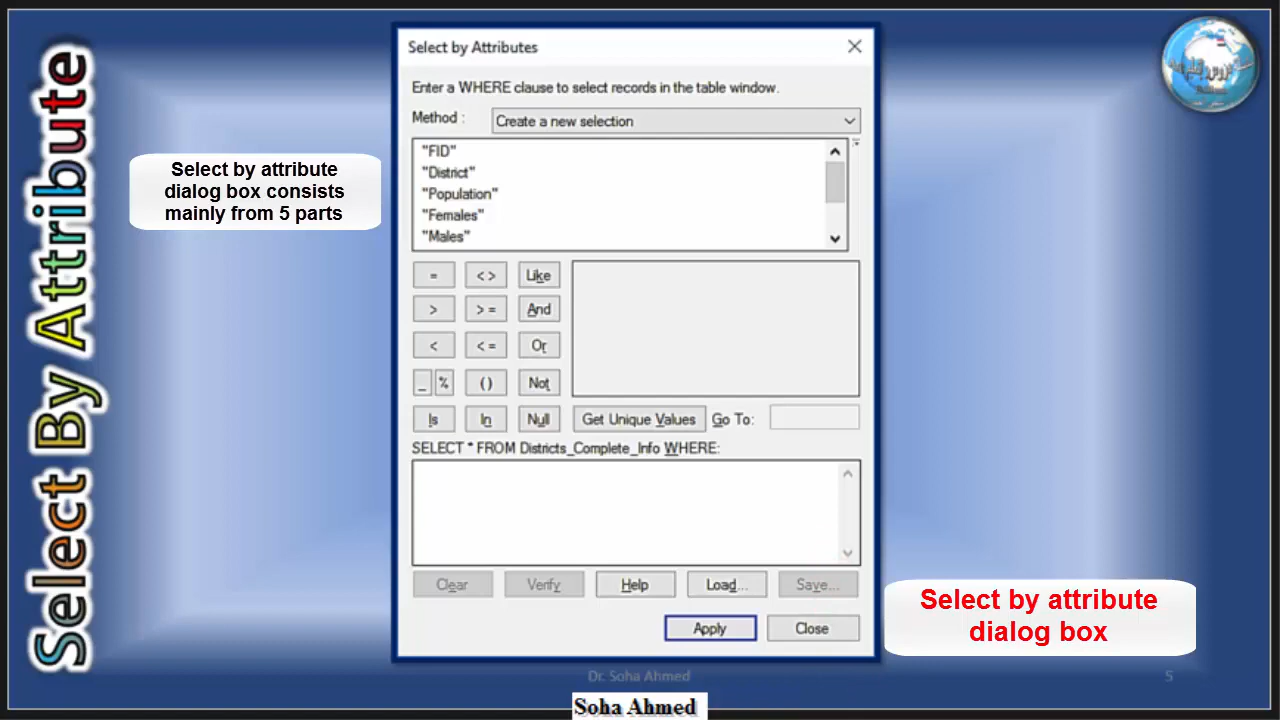 Select By Attribute
Select by attribute
dialog box consists
mainly from 5 parts
Select by Attributes
Enter a WHERE clause to select records in the table window.
Method : Create a new selection
"FID"
"District"
"Population"
"Females"
"Males"
= < > Like
> > = And
< < = Or
_ % ( ) Not
Is In Null Get Unique Values Go To:
SELECT * FROM Districts_Complete_Info WHERE:
Clear Verify Help Load... Save...
Apply Close
Select by attribute
dialog box
Dr. Soha Ahmed 5
Soha Ahmed